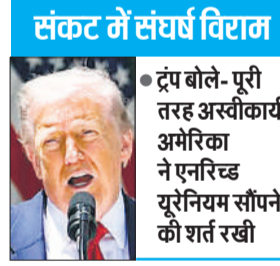 संकट में संघर्ष विराम
• ट्रंप बोले- पूरी
तरह अस्वीकार्य
अमेरिका
ने एनरिच्ड
यूरेनियम सौंपने
की शर्त रखी